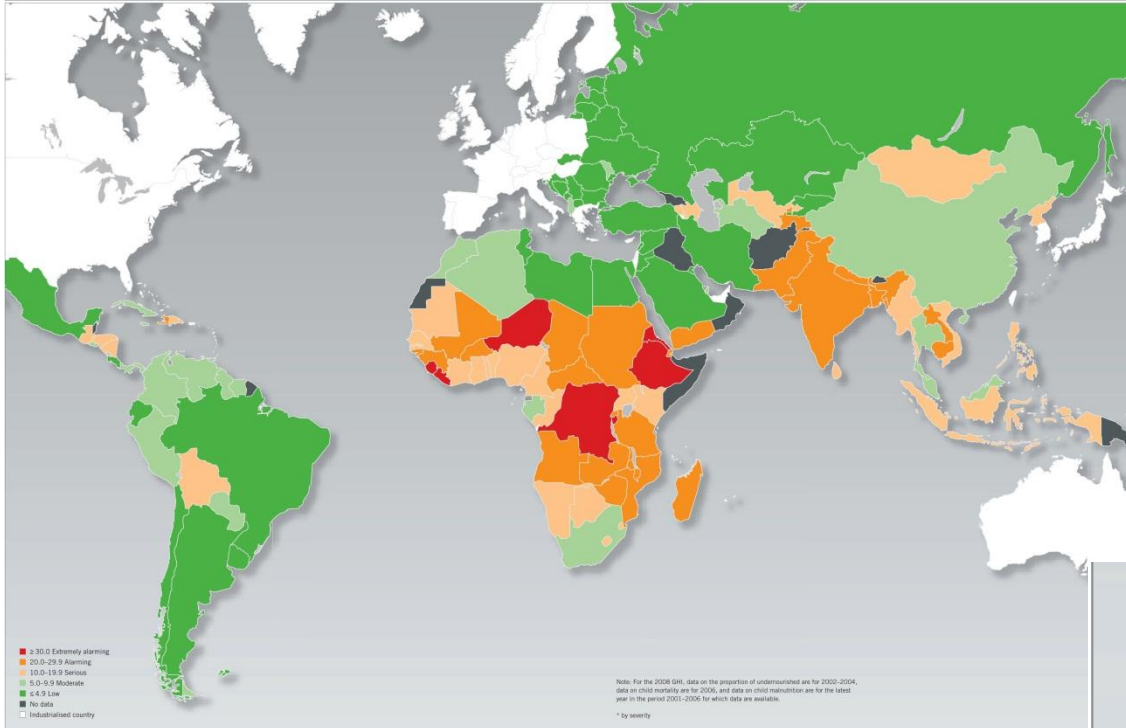 ≥ 30.0 Extremely alarming
20.0–29.9 Alarming
10.0–19.9 Serious
5.0–9.9 Moderate
≤ 4.9 Low
No data
Industrialised country
Note: For the 2008 GHI, data on the proportion of undernourished are for 2002–2004,
data on child mortality are for 2006, and data on child malnutrition are for the latest
year in the period 2001–2006 for which data are available.
* by severity